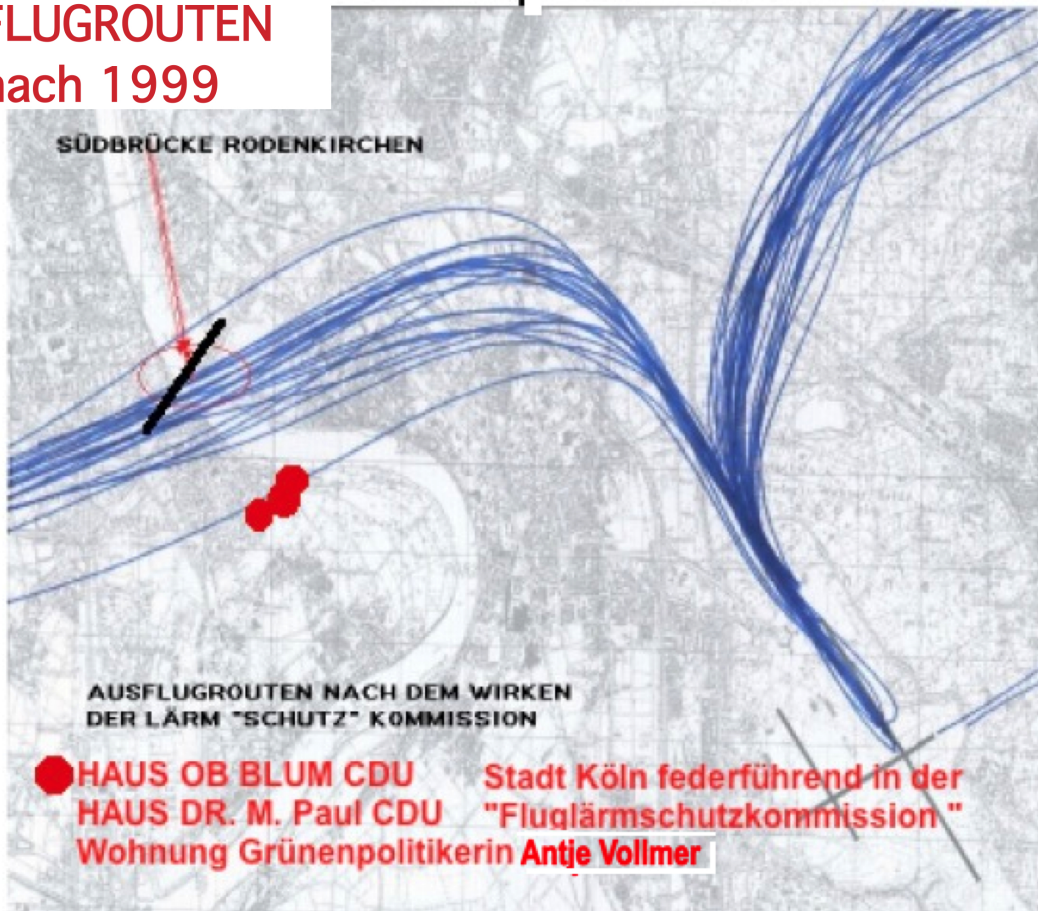 FLUGROUTEN
nach 1999
SÜDBRÜCKE RODENKIRCHEN
AUSFLUGROUTEN NACH DEM WIRKEN
DER LÄRM "SCHUTZ" KOMMISSION
HAUS OB BLUM CDU
HAUS DR. M. Paul CDU
Wohnung Grünenpolitikerin Antje Vollmer
Stadt Köln federführend in der
"Fluglärmschutzkommission "